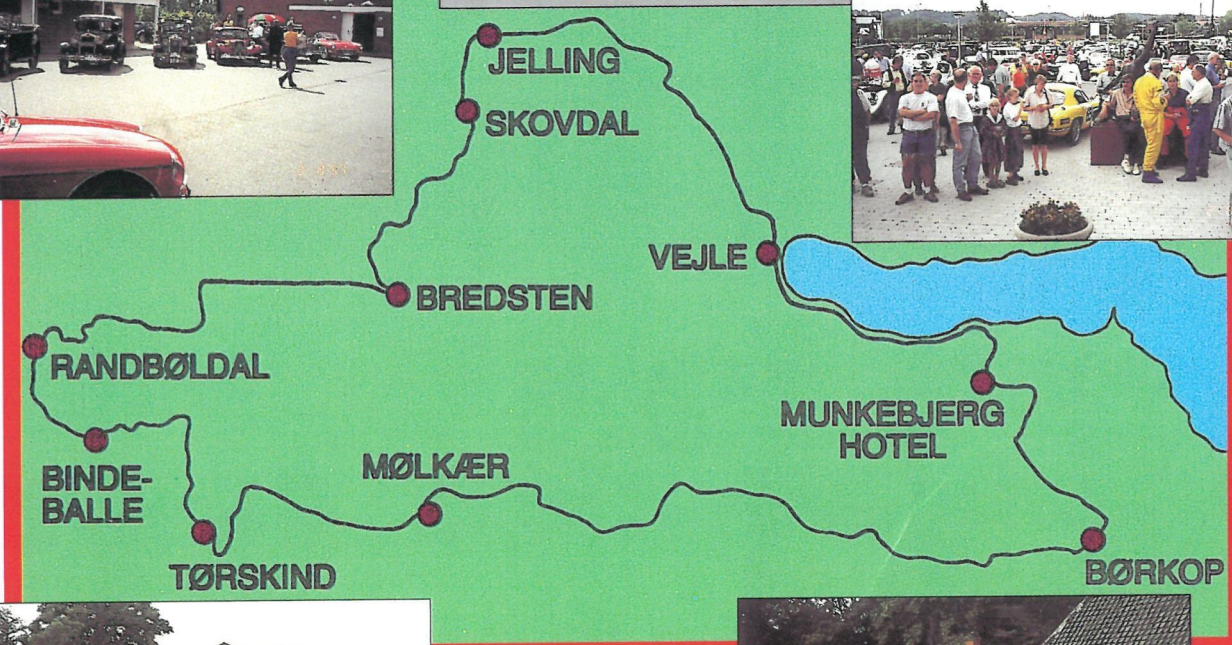 JELLING
SKOVDAL
VEJLE
BREDSTEN
RANDBØLDAL
MUNKEBJERG
HOTEL
MØLKÆR
BINDE-
BALLE
TØRSKIND
BØRKOP